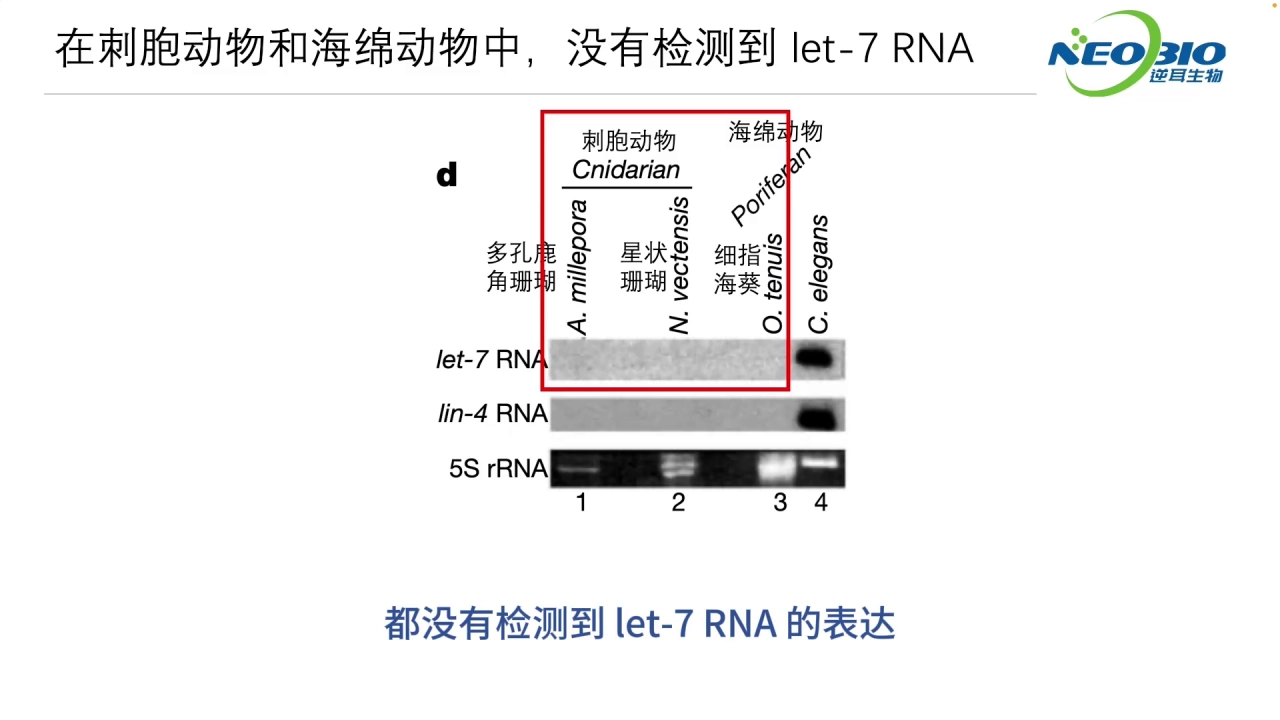 在刺胞动物和海绵动物中，没有检测到 let-7 RNA
NEOBIO
逆耳生物
d
刺胞动物
Cnidarian
海绵动物
Poriferan
多孔鹿
角珊瑚
A. millepora
星状
珊瑚
N. vectensis
细指
海葵
O. tenuis
C. elegans
let-7 RNA
lin-4 RNA
5S rRNA
1 2 3 4
都没有检测到 let-7 RNA 的表达